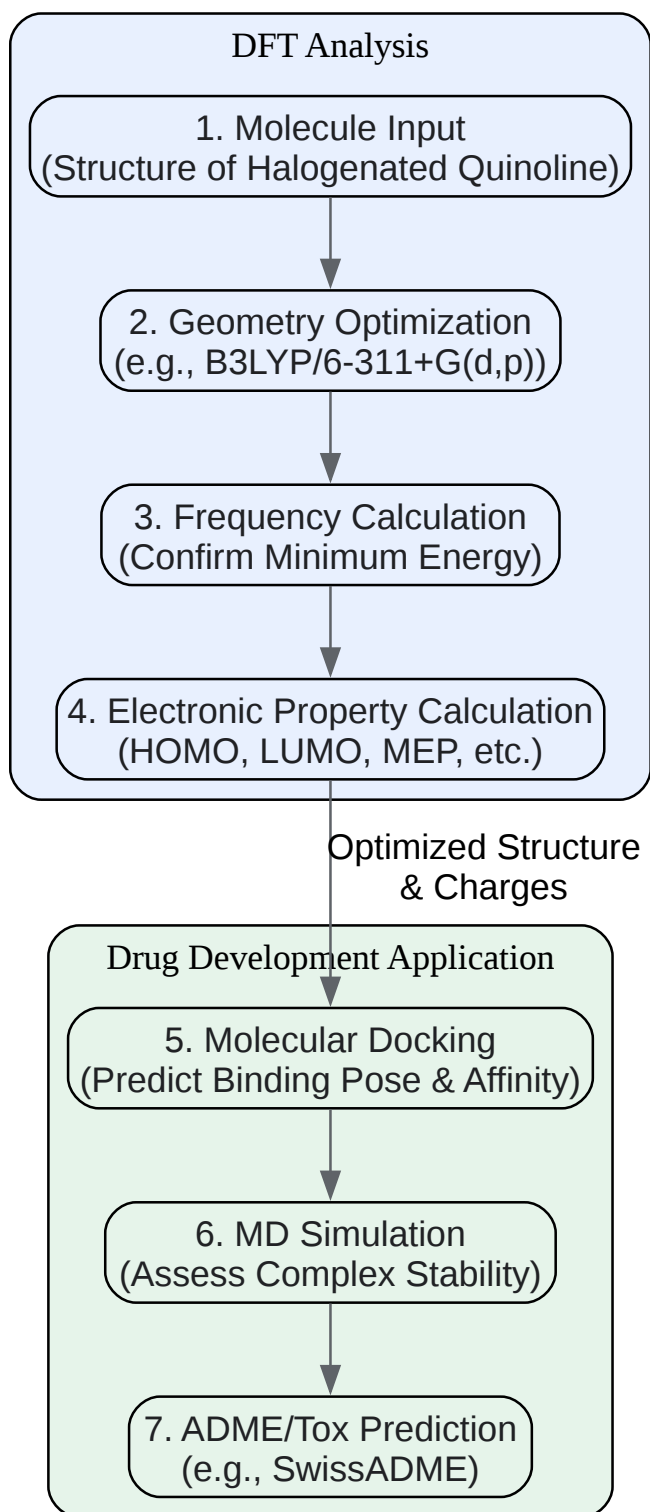 DFT Analysis
1. Molecule Input
(Structure of Halogenated Quinoline)
2. Geometry Optimization
(e.g., B3LYP/6-311+G(d,p))
3. Frequency Calculation
(Confirm Minimum Energy)
4. Electronic Property Calculation
(HOMO, LUMO, MEP, etc.)
Optimized Structure
& Charges
Drug Development Application
5. Molecular Docking
(Predict Binding Pose & Affinity)
6. MD Simulation
(Assess Complex Stability)
7. ADME/Tox Prediction
(e.g., SwissADME)